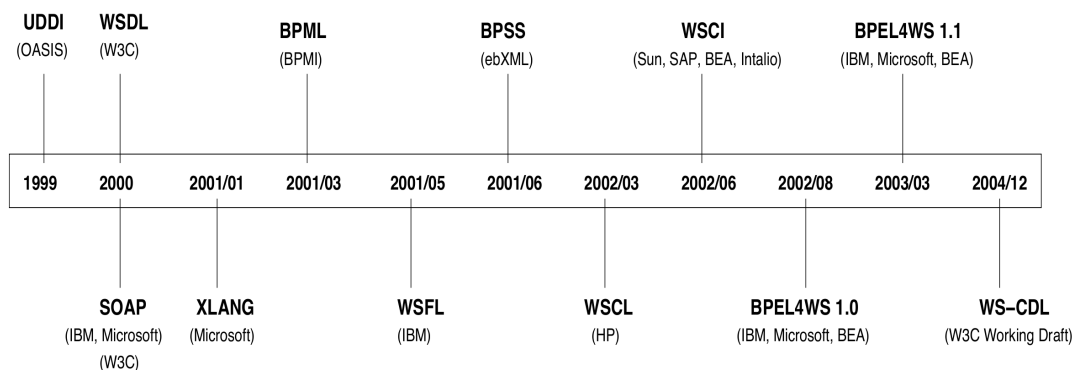 UDDI
(OASIS)
WSDL
(W3C)
BPML
(BPMI)
BPSS
(ebXML)
WSCI
(Sun, SAP, BEA, Intalio)
BPEL4WS 1.1
(IBM, Microsoft, BEA)
1999 2000 2001/01 2001/03 2001/05 2001/06 2002/03 2002/06 2002/08 2003/03 2004/12
SOAP
(IBM, Microsoft)
(W3C)
XLANG
(Microsoft)
WSFL
(IBM)
WSCL
(HP)
BPEL4WS 1.0
(IBM, Microsoft, BEA)
WS–CDL
(W3C Working Draft)